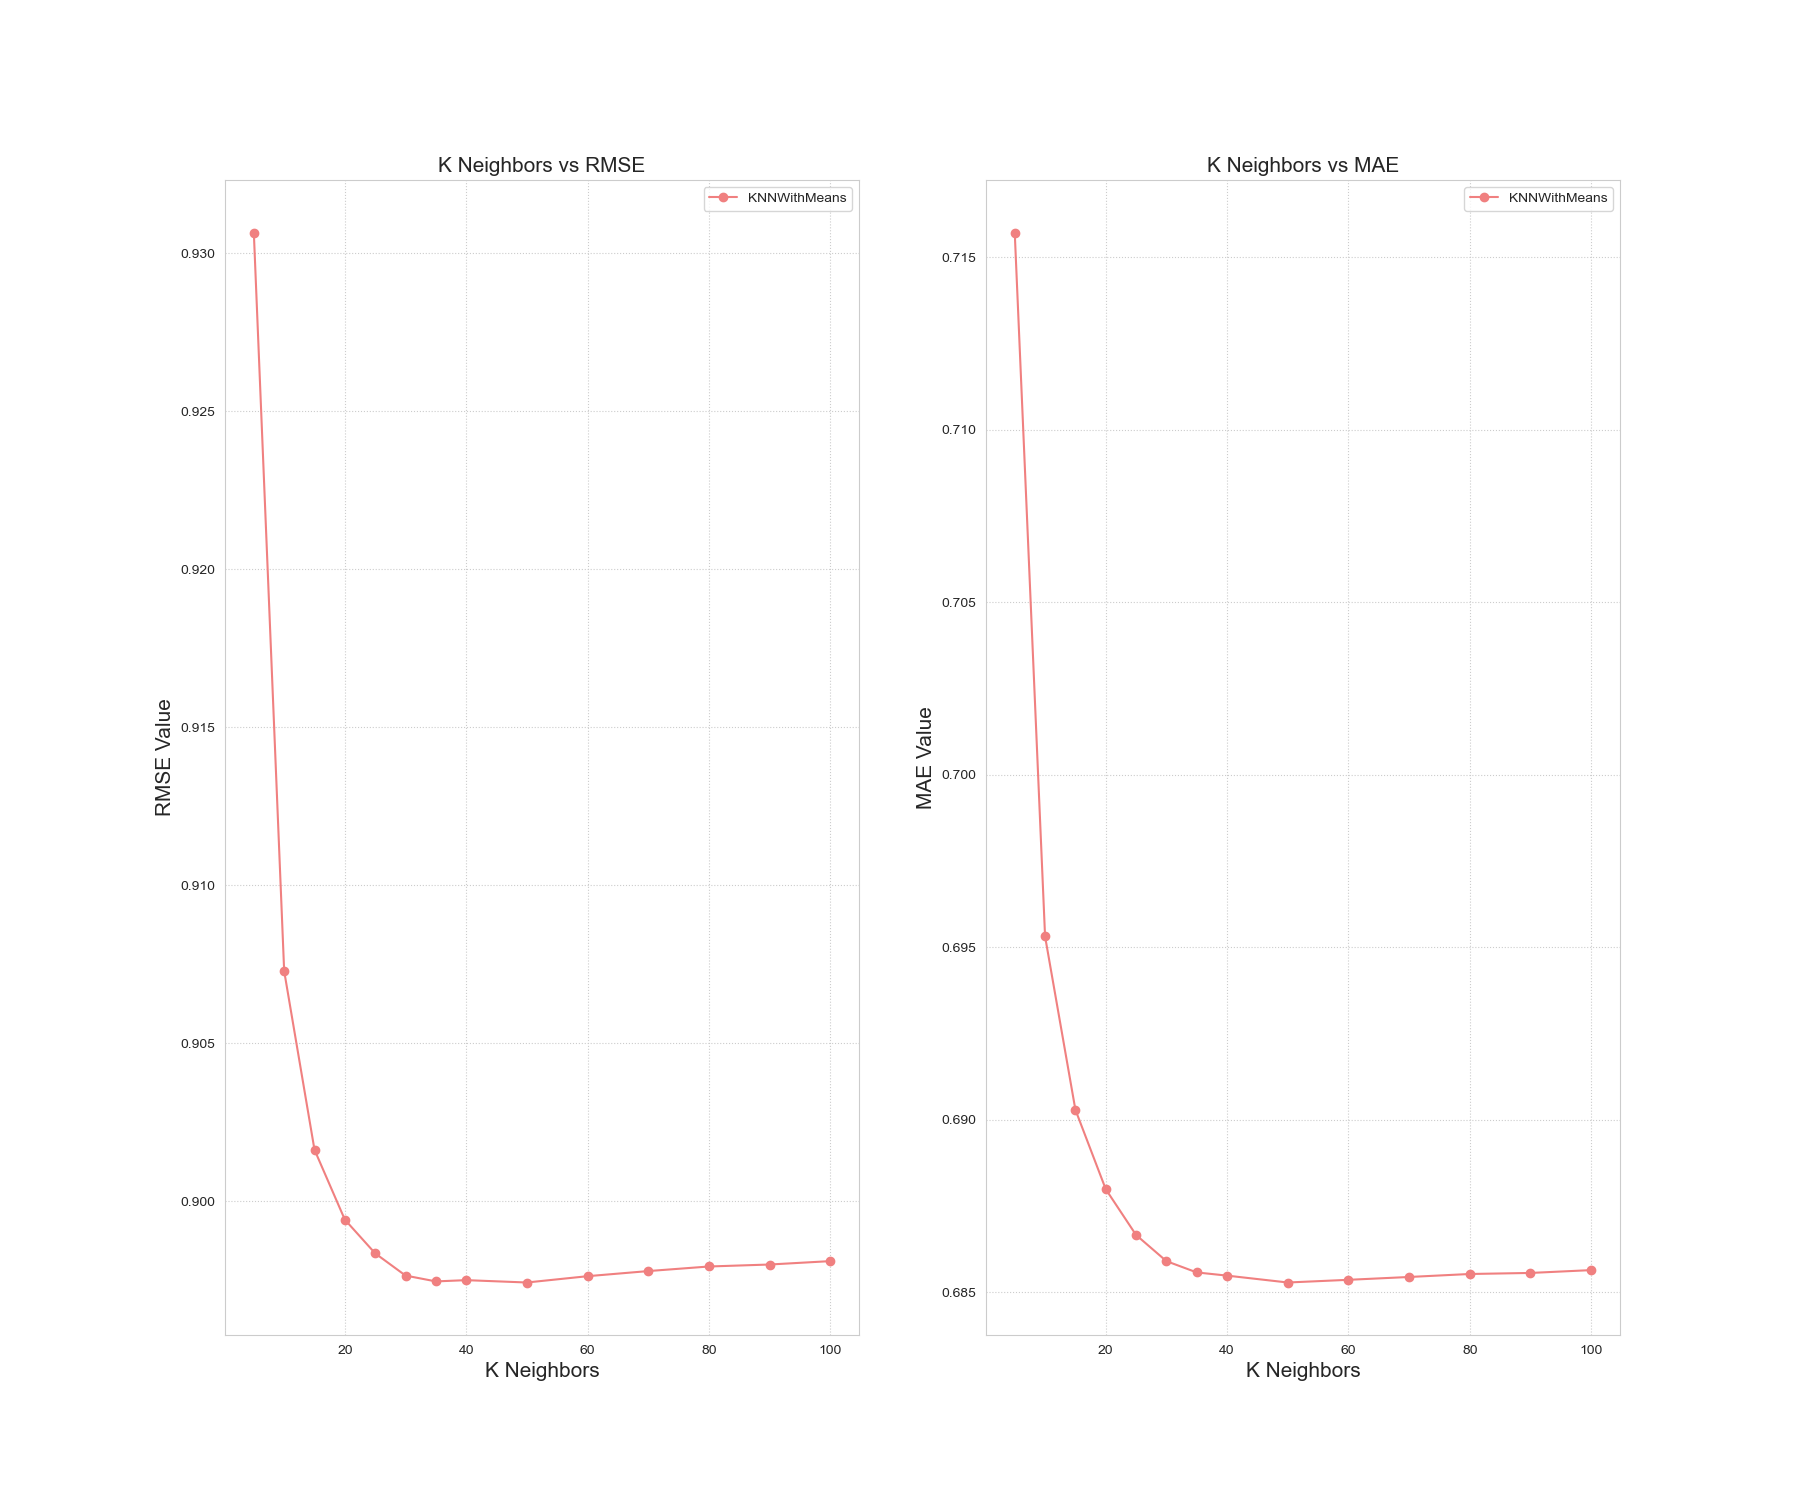 K Neighbors vs RMSE
KNNWithMeans
0.930
0.925
0.920
0.915
0.910
0.905
0.900
RMSE Value
20 40 60 80 100
K Neighbors
K Neighbors vs MAE
KNNWithMeans
0.715
0.710
0.705
0.700
0.695
0.690
0.685
MAE Value
20 40 60 80 100
K Neighbors